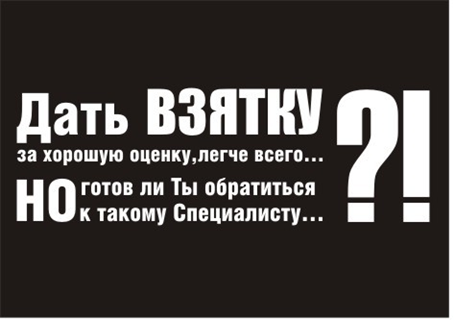 Дать ВЗЯТКУ
за хорошую оценку,легче всего...
НО готов ли Ты обратиться
к такому Специалисту...
?!